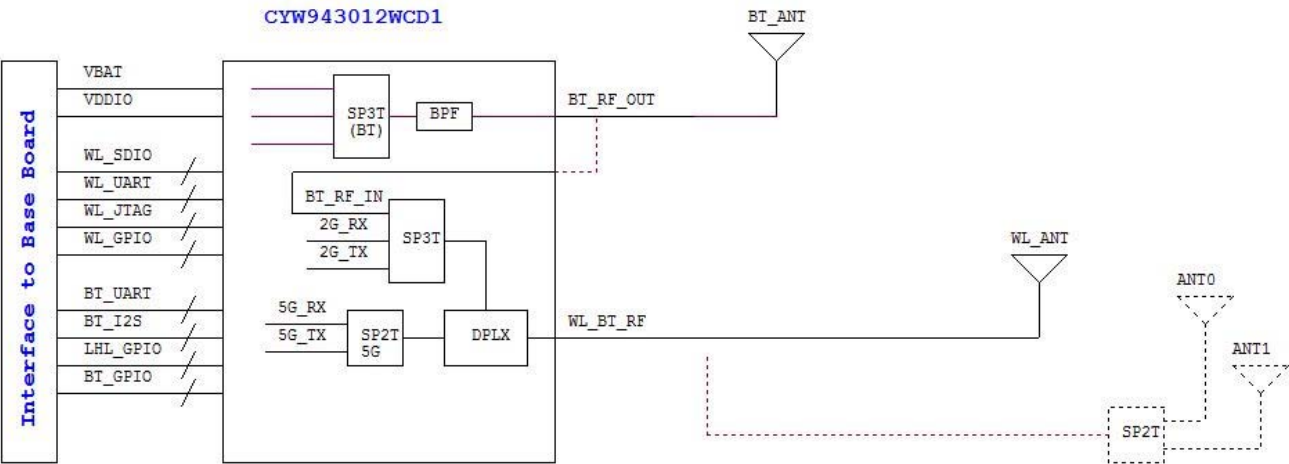 CYW943012WCD1
BT_ANT
Interface to Base Board
VBAT
VDDIO
WL_SDIO
WL_UART
WL_JTAG
WL_GPIO
BT_UART
BT_I2S
LHL_GPIO
BT_GPIO
SP3T
(BT)
BPF
BT_RF_OUT
BT_RF_IN
2G_RX
2G_TX
SP3T
5G_RX
5G_TX
SP2T
5G
DPLX
WL_BT_RF
WL_ANT
ANT0
ANT1
SP2T